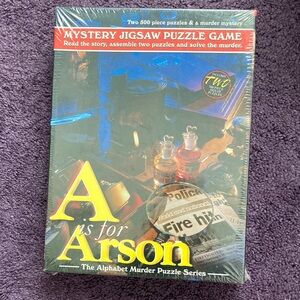 Two 500 piece puzzles & a murder mystery
MYSTERY JIGSAW PUZZLE GAME
Read the story, assemble two puzzles and solve the murder.
TWO
A
is for
Arson
Police
Fire hit
The Alphabet Murder Puzzle Series